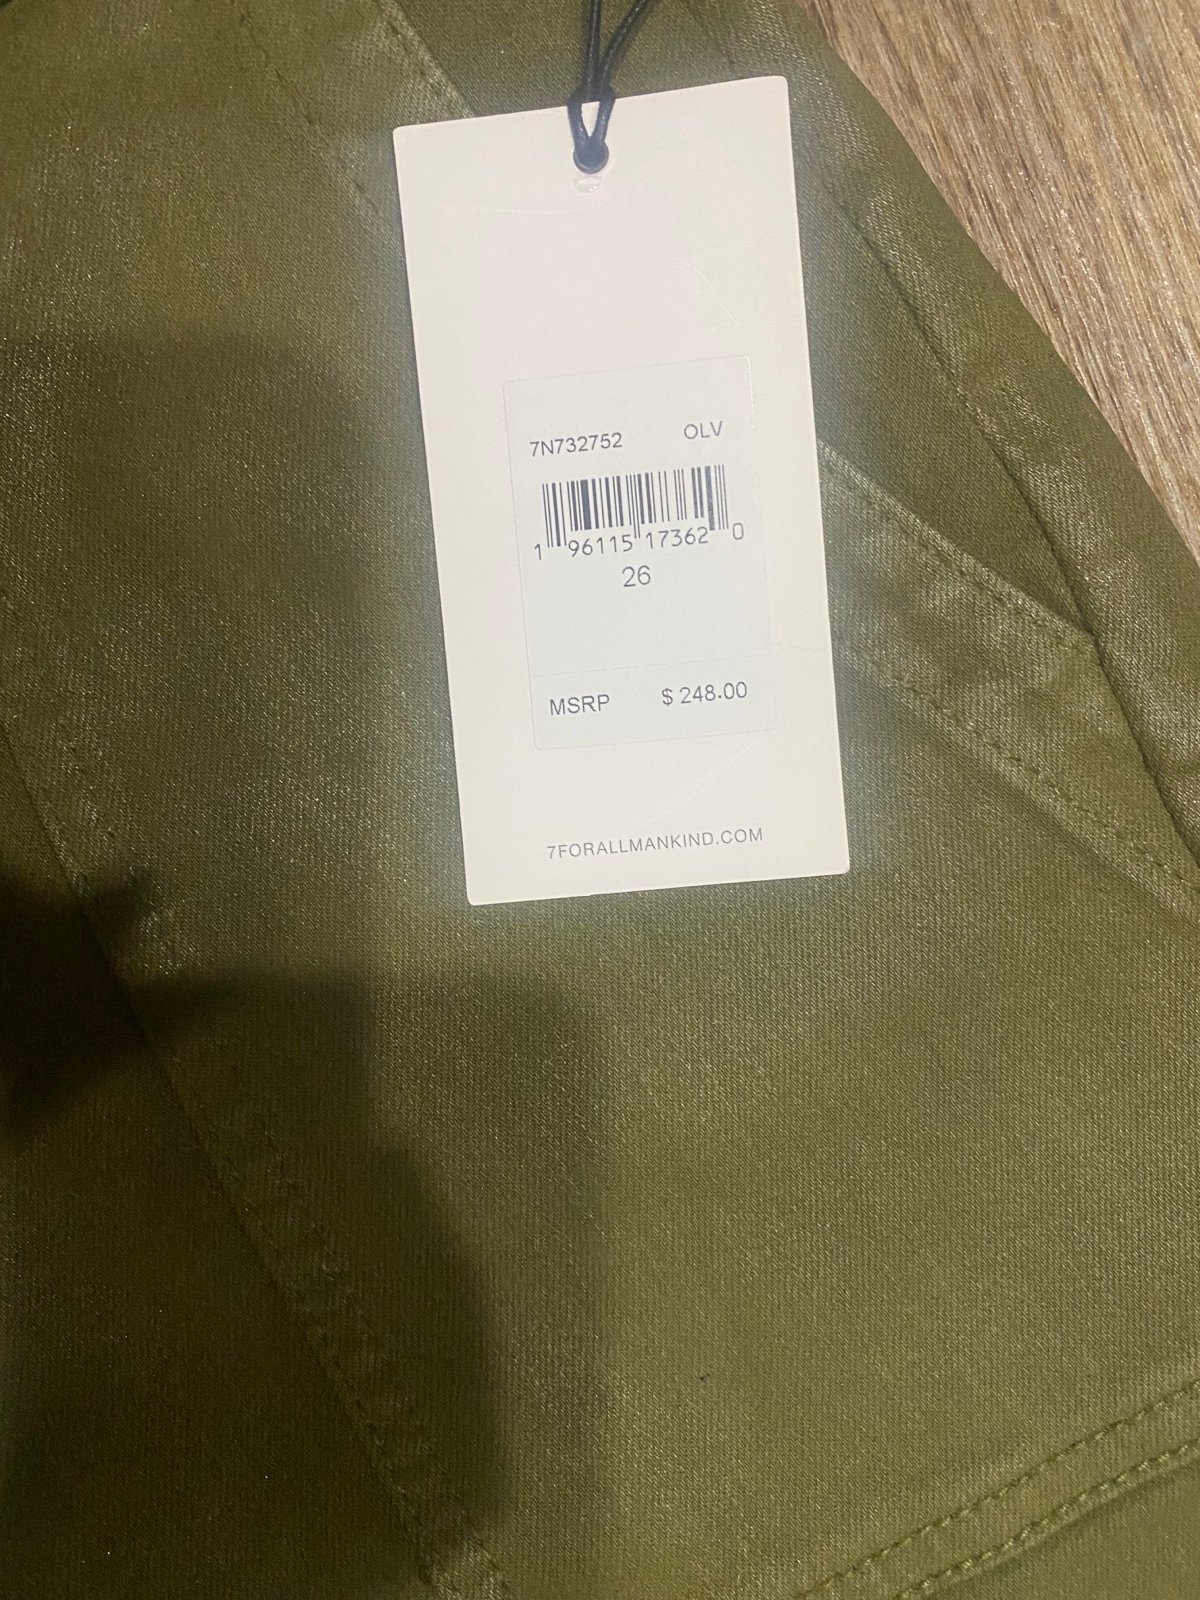 7N732752 OLV
1 96115 17362 0
26
MSRP $ 248.00
7FORALLMANKIND.COM